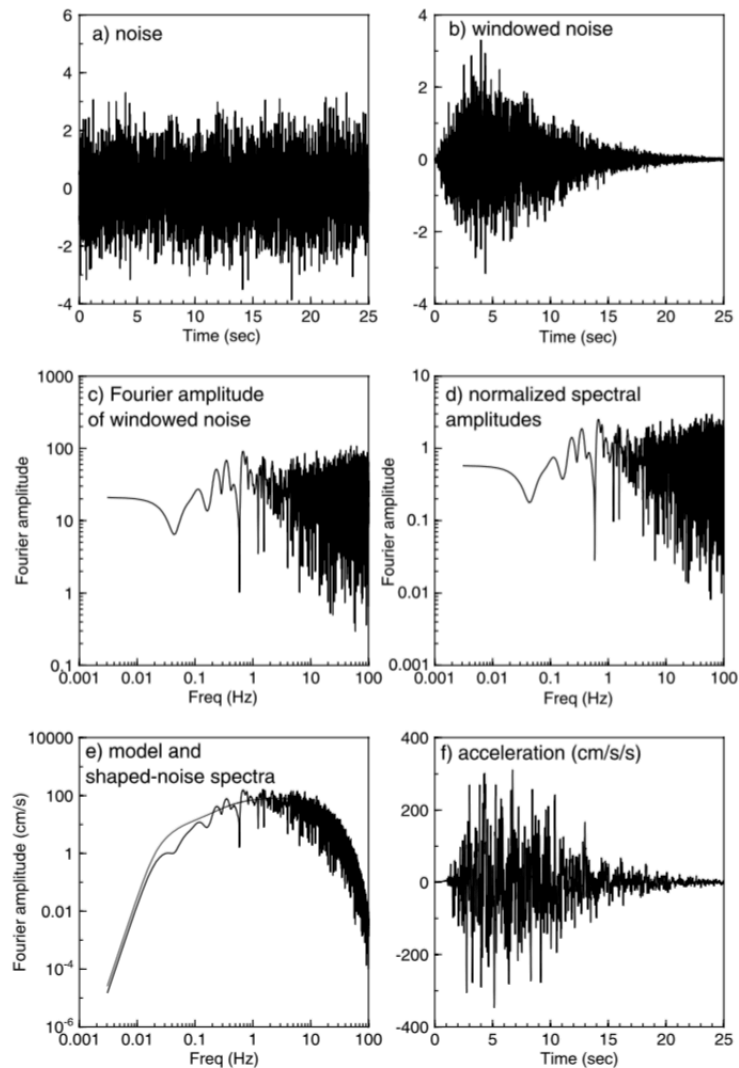 a) noise
6
4
2
0
-2
-4
0 5 10 15 20 25
Time (sec)
b) windowed noise
4
2
0
-2
-4
0 5 10 15 20 25
Time (sec)
c) Fourier amplitude
of windowed noise
Fourier amplitude
1000
100
10
1
0.1
0.001 0.01 0.1 1 10 100
Freq (Hz)
d) normalized spectral
amplitudes
Fourier amplitude
10
1
0.1
0.01
0.001
0.001 0.01 0.1 1 10 100
Freq (Hz)
e) model and
shaped-noise spectra
Fourier amplitude (cm/s)
10000
100
1
0.01
10-4
10-6
0.001 0.01 0.1 1 10 100
Freq (Hz)
f) acceleration (cm/s/s)
400
200
0
-200
-400
0 5 10 15 20 25
Time (sec)